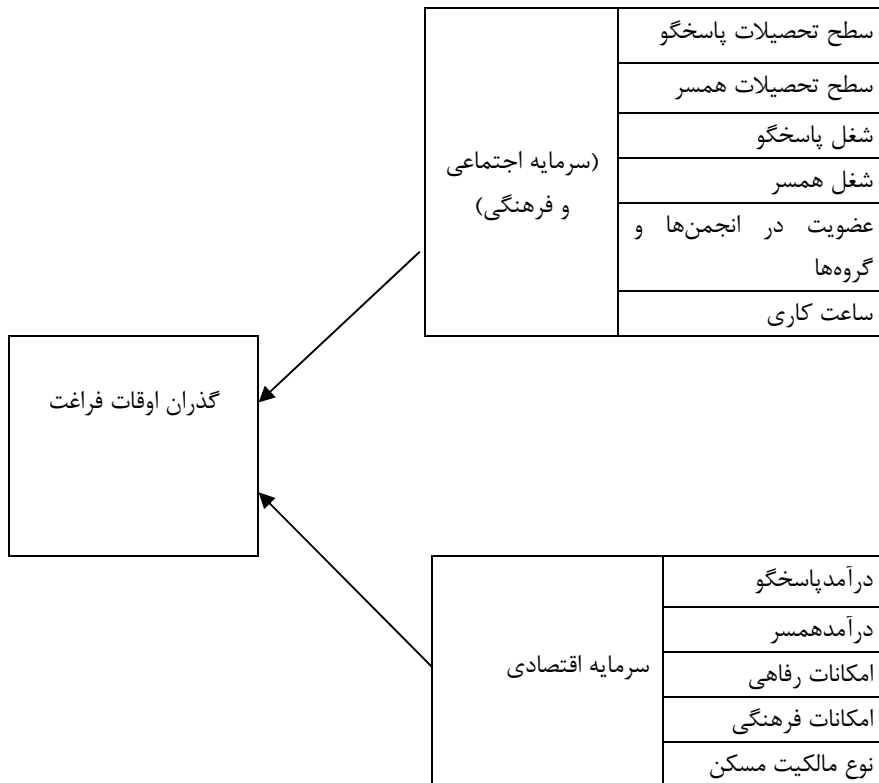 سطح تحصیلات پاسخگو
سطح تحصیلات همسر
شغل پاسخگو
شغل همسر
عضویت در انجمن‌ها و
گروه‌ها
ساعت کاری
(سرمایه اجتماعی
و فرهنگی)
گذران اوقات فراغت
درآمدپاسخگو
درآمدهمسر
امکانات رفاهی
امکانات فرهنگی
نوع مالکیت مسکن
سرمایه اقتصادی